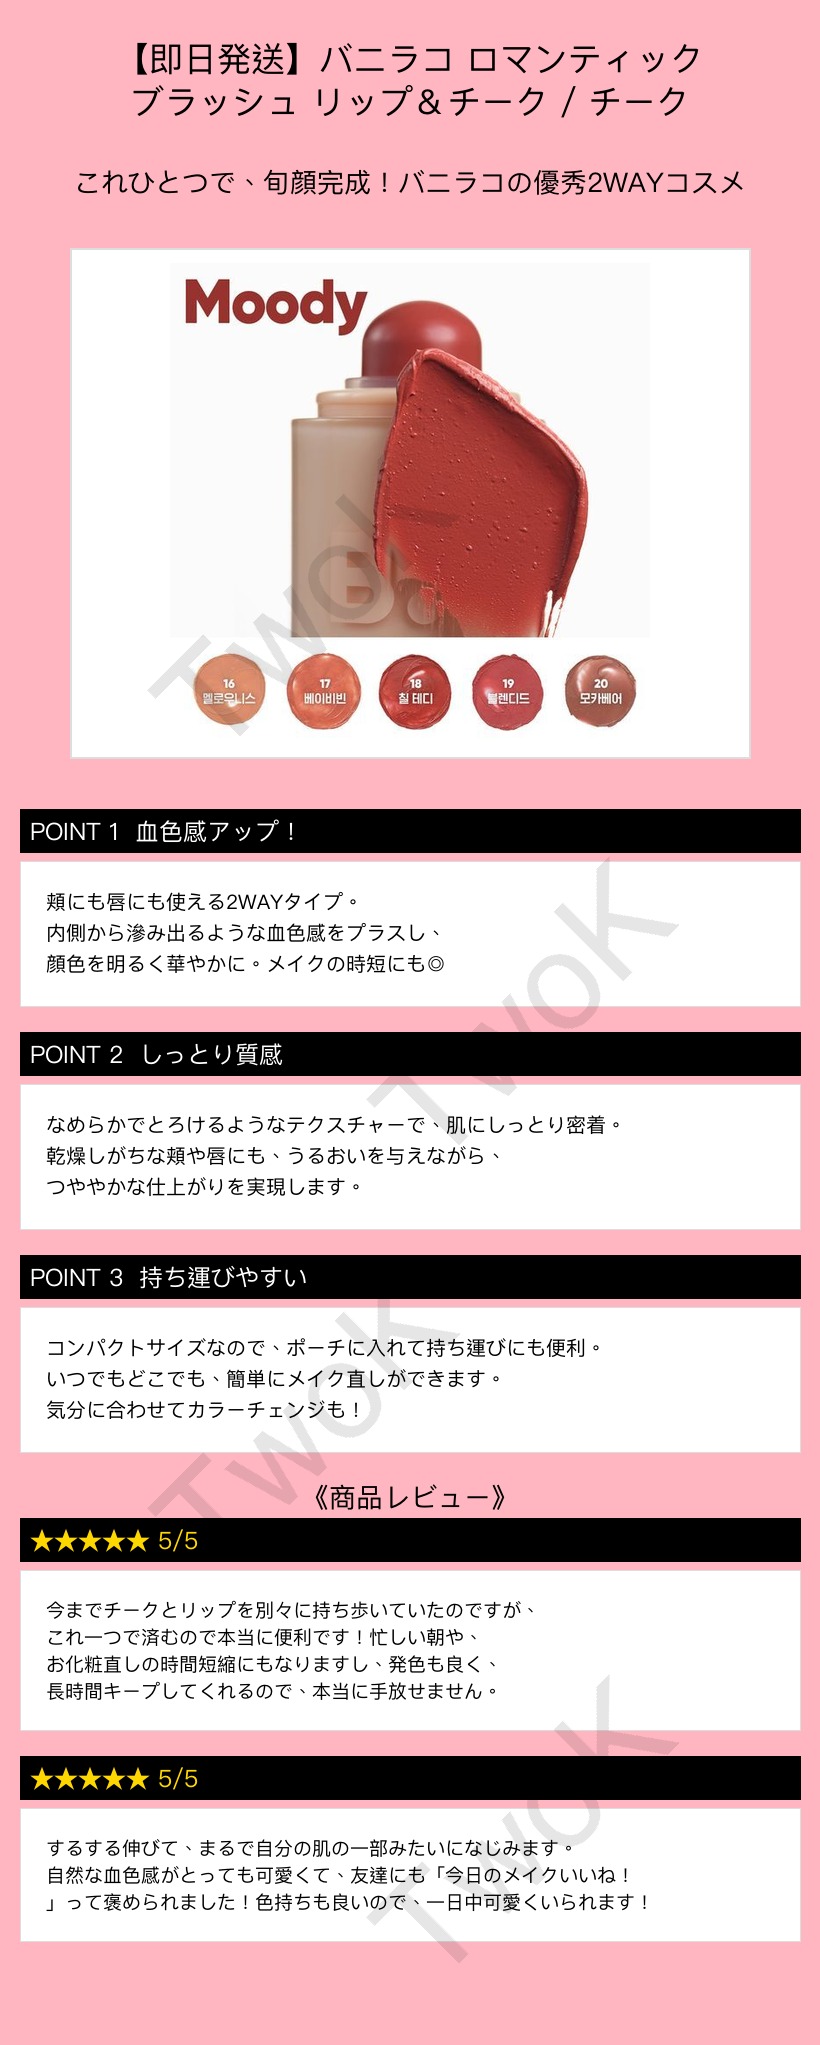 【即日発送】バニラコ ロマンティック
ブラッシュ リップ＆チーク / チーク
これひとつで、旬顔完成！バニラコの優秀2WAYコスメ
Moody
B.
16
멜로우니스
17
베이비빈
18
칠 테디
19
블렌디드
20
모카베어
POINT 1 血色感アップ！
頬にも唇にも使える2WAYタイプ。
内側から滲み出るような血色感をプラスし、
顔色を明るく華やかに。メイクの時短にも◎
POINT 2 しっとり質感
なめらかでとろけるようなテクスチャーで、肌にしっとり密着。
乾燥しがちな頬や唇にも、うるおいを与えながら、
つややかな仕上がりを実現します。
POINT 3 持ち運びやすい
コンパクトサイズなので、ポーチに入れて持ち運びにも便利。
いつでもどこでも、簡単にメイク直しができます。
気分に合わせてカラーチェンジも！
《商品レビュー》
★★★★★ 5/5
今までチークとリップを別々に持ち歩いていたのですが、
これ一つで済むので本当に便利です！忙しい朝や、
お化粧直しの時間短縮にもなりますし、発色も良く、
長時間キープしてくれるので、本当に手放せません。
★★★★★ 5/5
するする伸びて、まるで自分の肌の一部みたいになじみます。
自然な血色感がとっても可愛くて、友達にも「今日のメイクいいね！
」って褒められました！色持ちも良いので、一日中可愛くいられます！
TwoK
TwoK
TwoK
TwoK